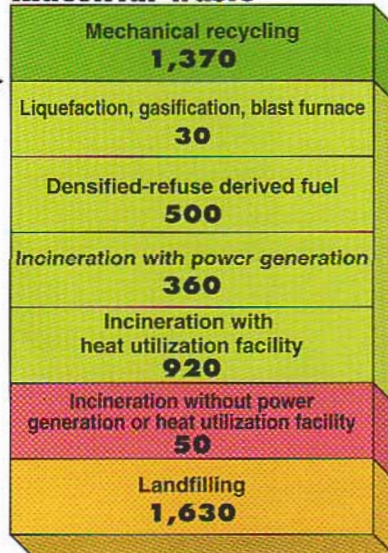 Mechanical recycling
1,370
Liquefaction, gasification, blast furnace
30
Densified-refuse derived fuel
500
Incineration with power generation
360
Incineration with
heat utilization facility
920
Incineration without power
generation or heat utilization facility
50
Landfilling
1,630